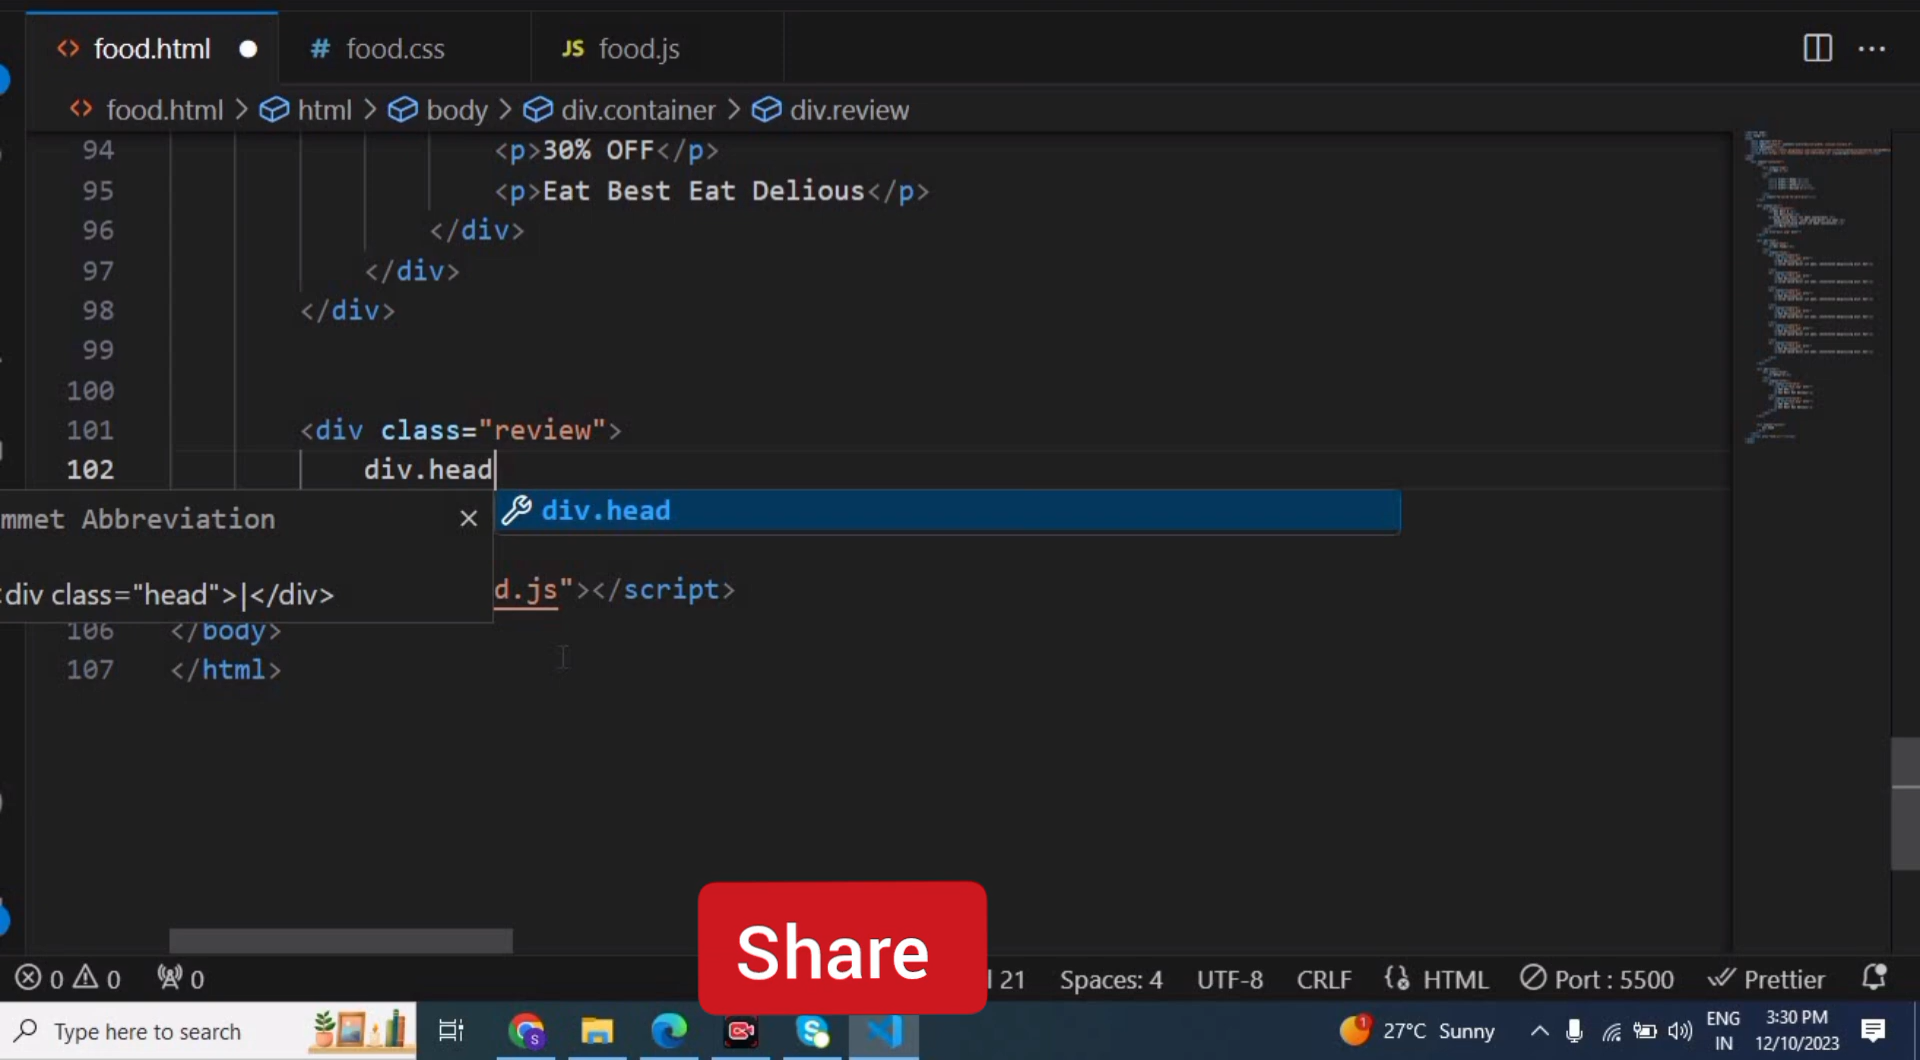 food.html
# food.css
JS food.js
food.html > html > body > div.container > div.review
94 <p>30% OFF</p>
95 <p>Eat Best Eat Delious</p>
96 </div>
97 </div>
98 </div>
99
100
101 <div class="review">
102 div.head
mmet Abbreviation
div.head
div class="head">|</div>
d.js"></script>
106 </body>
107 </html>
Share
0 0 0
21 Spaces: 4 UTF-8 CRLF HTML Port : 5500 Prettier
Type here to search
27°C Sunny
ENG
IN
3:30 PM
12/10/2023